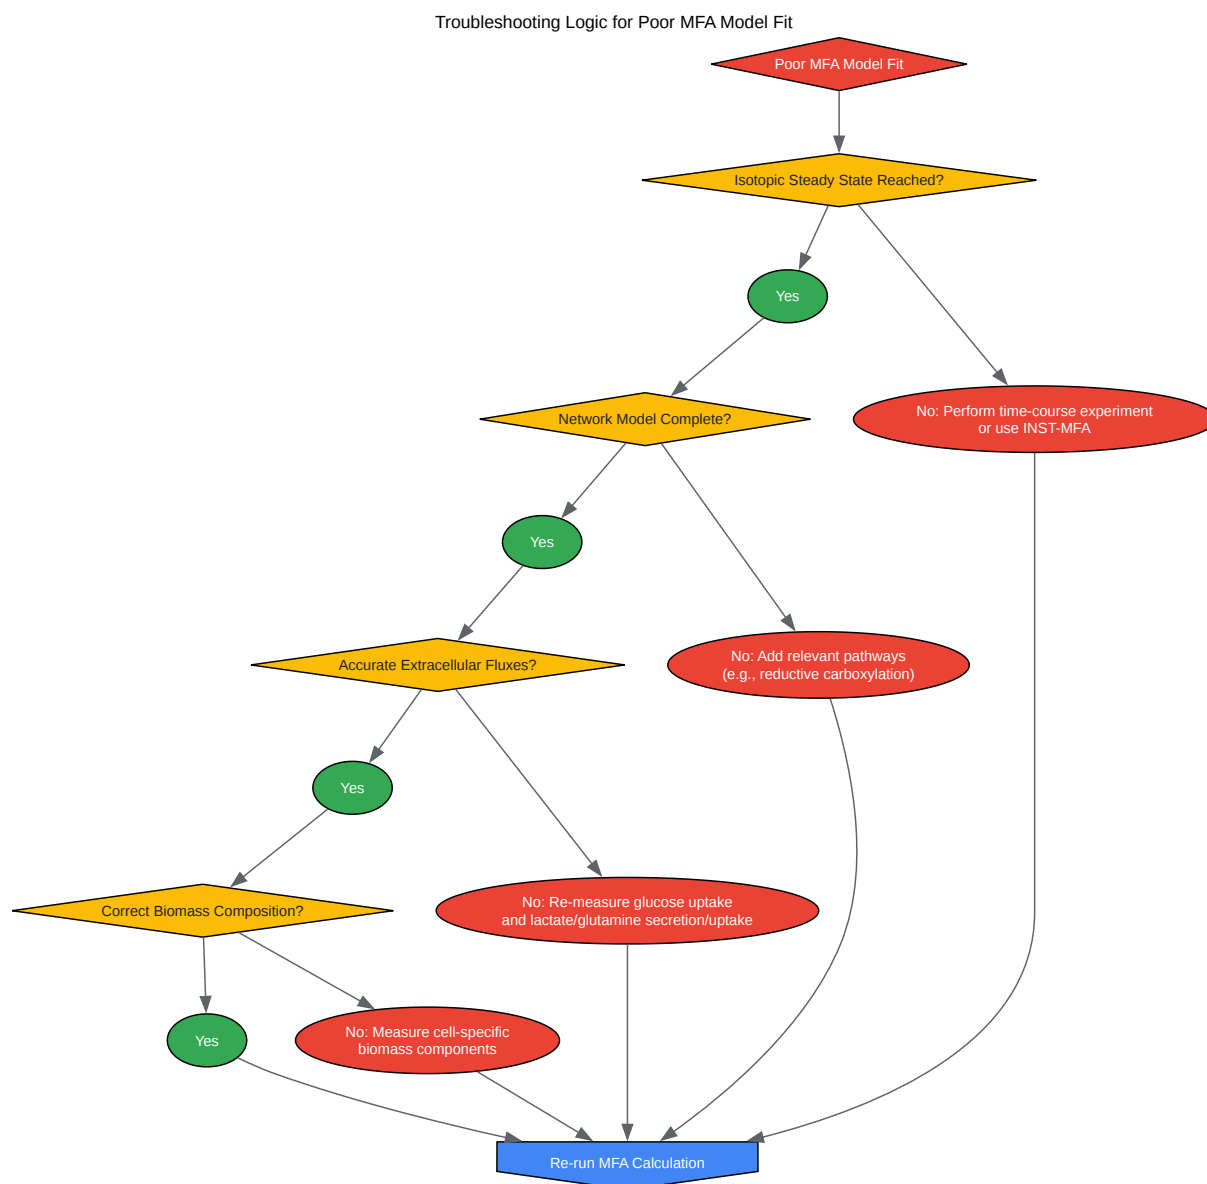 Troubleshooting Logic for Poor MFA Model Fit
Poor MFA Model Fit
Isotopic Steady State Reached?
Yes
No: Perform time-course experiment
or use INST-MFA
Network Model Complete?
Yes
No: Add relevant pathways
(e.g., reductive carboxylation)
Accurate Extracellular Fluxes?
Yes
No: Re-measure glucose uptake
and lactate/glutamine secretion/uptake
Correct Biomass Composition?
Yes
No: Measure cell-specific
biomass components
Re-run MFA Calculation